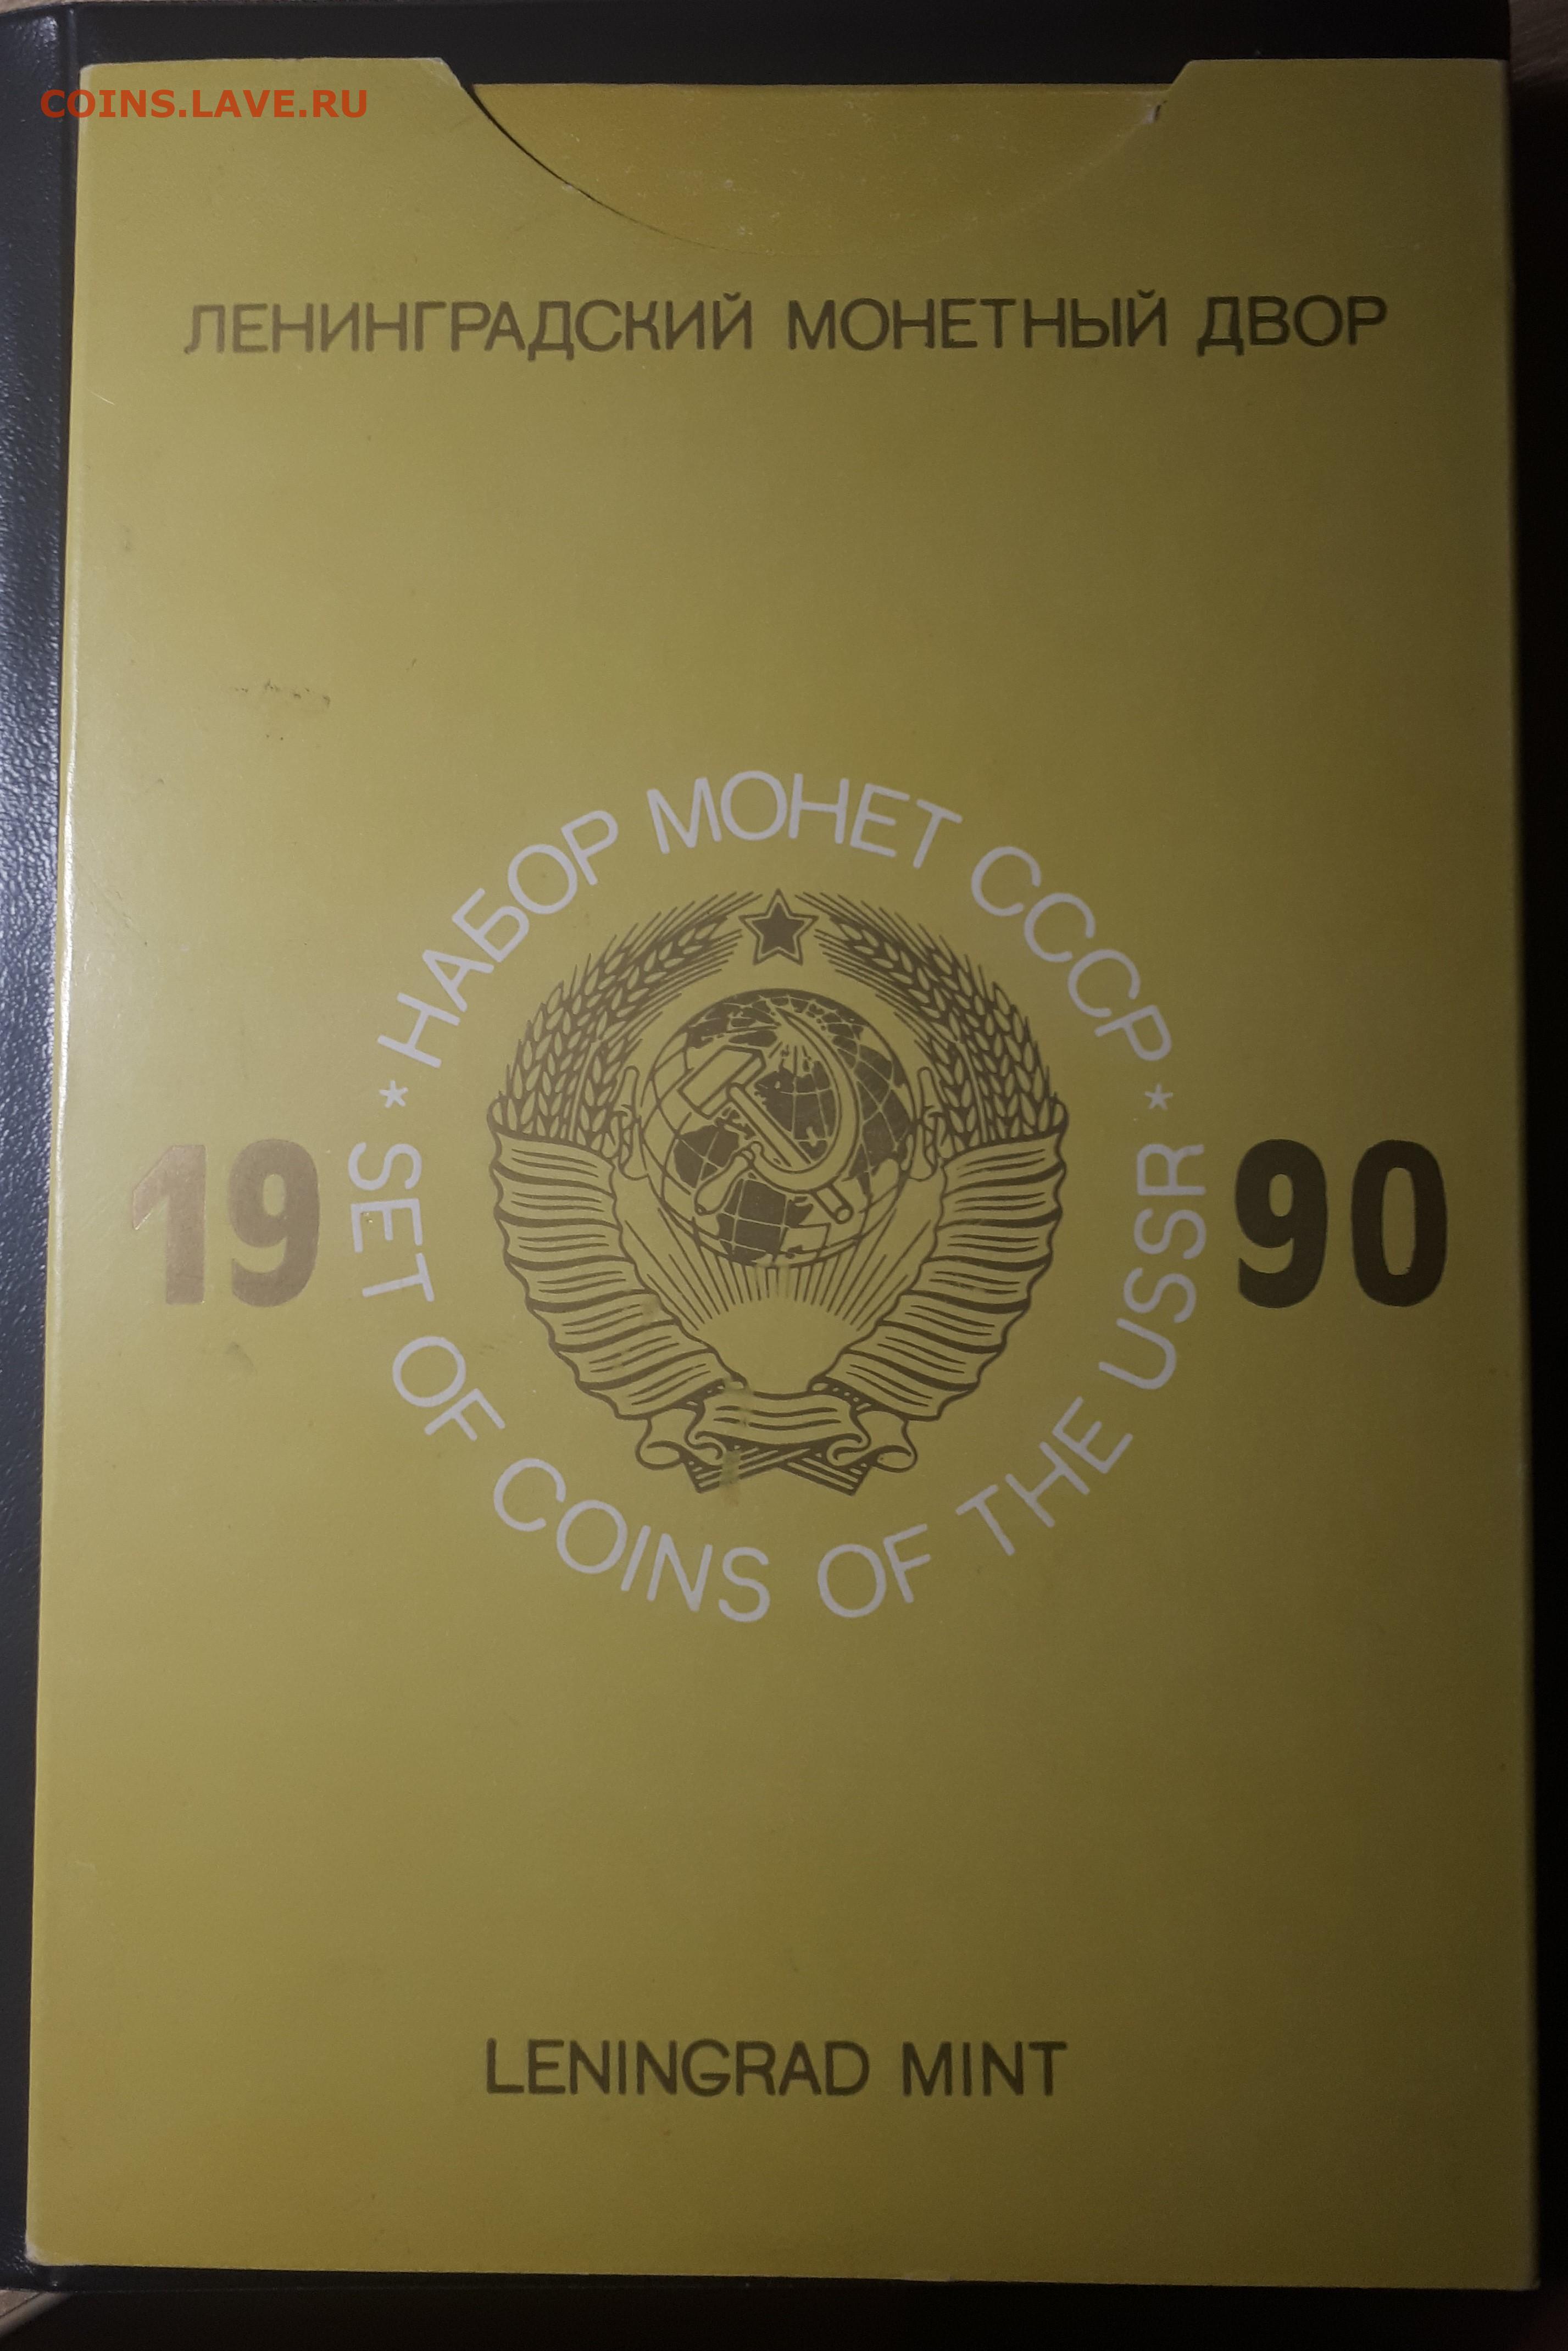 COINS.LAVE.RU
ЛЕНИНГРАДСКИЙ МОНЕТНЫЙ ДВОР
* НАБОР МОНЕТ СССР *
19 90
SET OF COINS OF THE USSR
LENINGRAD MINT